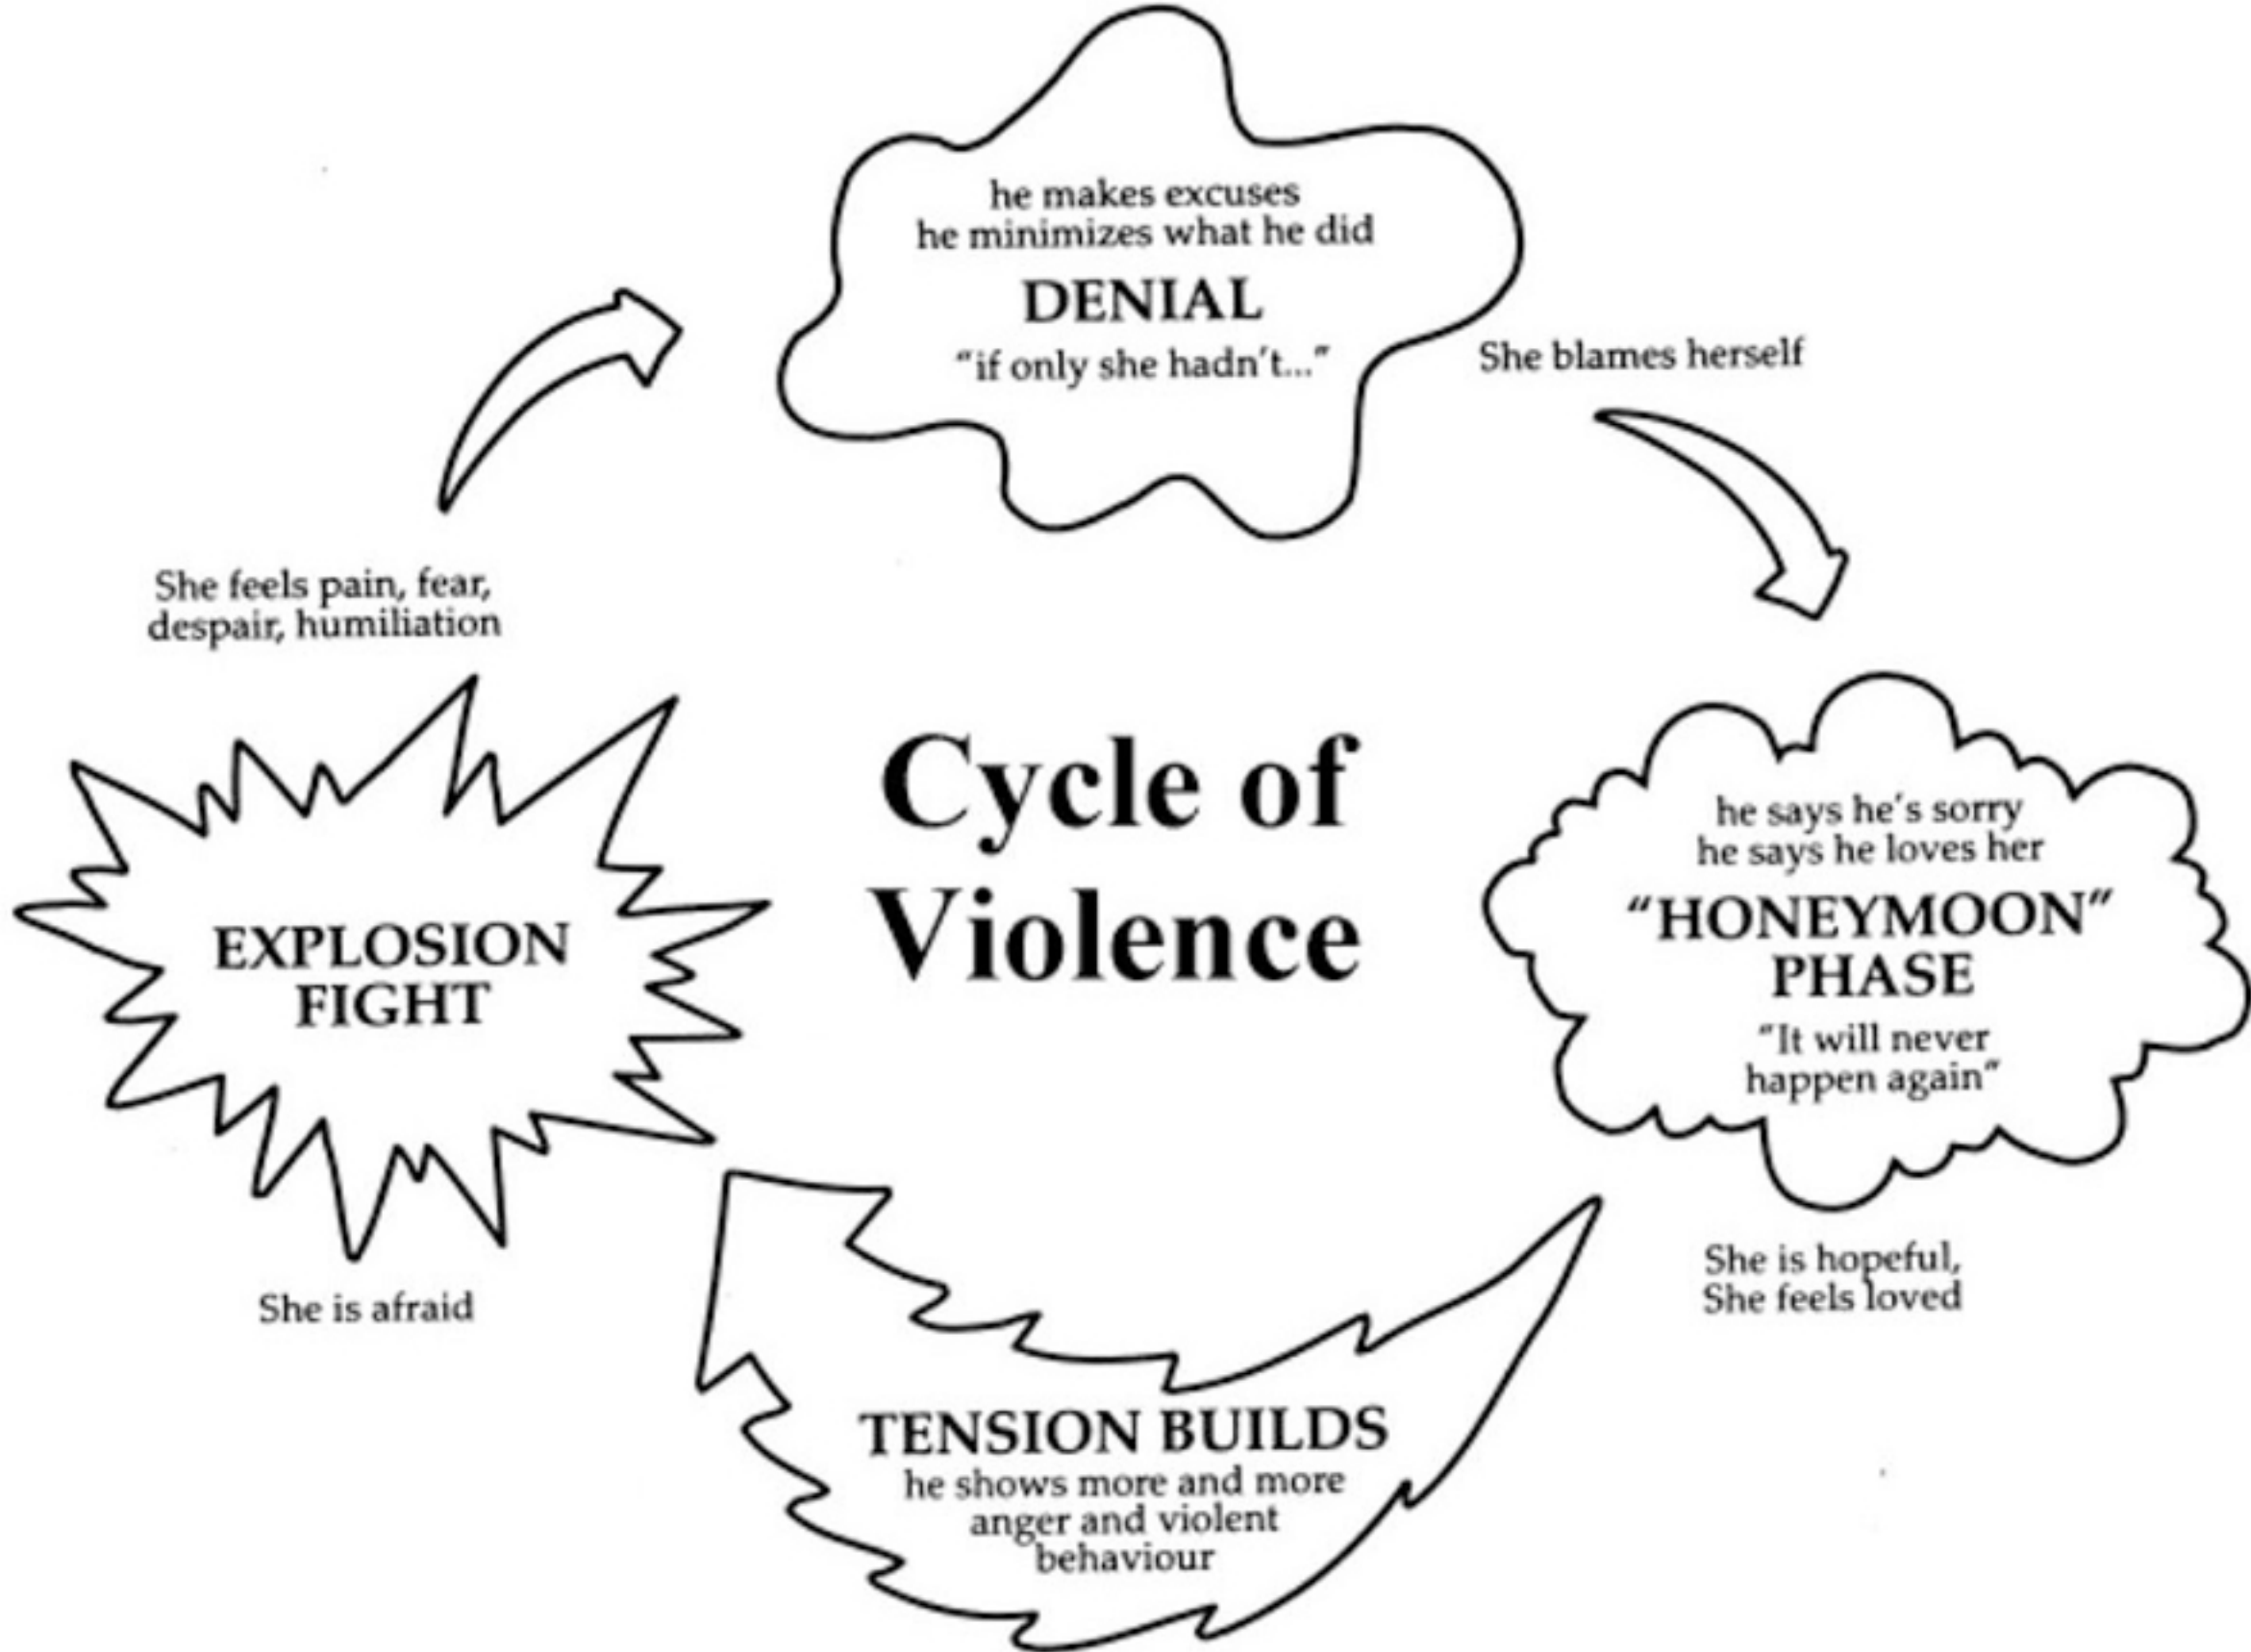 he makes excuses
he minimizes what he did
DENIAL
"if only she hadn't..."
She blames herself
She feels pain, fear,
despair, humiliation
Cycle of
Violence
he says he's sorry
he says he loves her
"HONEYMOON"
PHASE
"It will never
happen again"
EXPLOSION
FIGHT
She is hopeful,
She feels loved
She is afraid
TENSION BUILDS
he shows more and more
anger and violent
behaviour